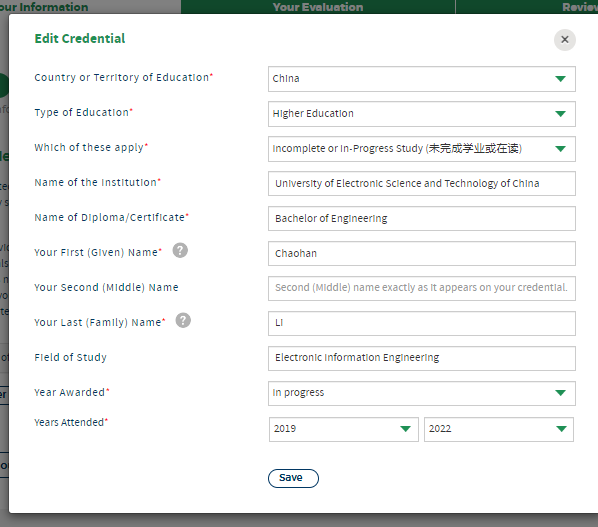 our Information
Your Evaluation
Review
Edit Credential
Country or Territory of Education*
China
Type of Education*
Higher Education
Which of these apply*
Incomplete or In-Progress Study (未完成学业或在读)
Name of the Institution*
University of Electronic Science and Technology of China
Name of Diploma/Certificate*
Bachelor of Engineering
Your First (Given) Name* ?
Chaohan
Your Second (Middle) Name
Second (Middle) name exactly as it appears on your credential.
Your Last (Family) Name* ?
Li
Field of Study
Electronic Information Engineering
Year Awarded*
In progress
Years Attended*
2019
2022
Save